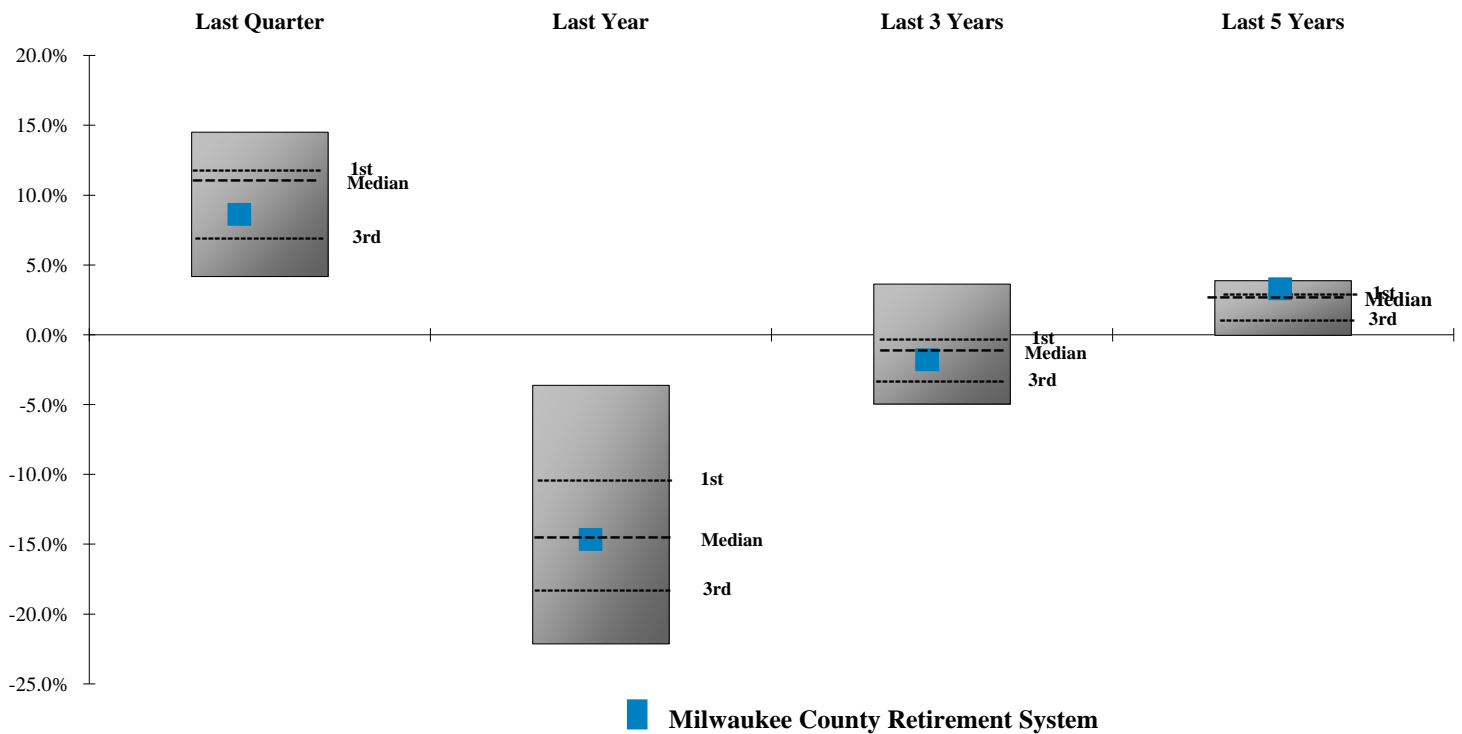 Last Quarter Last Year Last 3 Years Last 5 Years
20.0%
15.0%
1st
Median
10.0%
3rd
5.0%
1st
Median
3rd
0.0%
1st
Median
3rd
-5.0%
-10.0%
1st
-15.0%
Median
3rd
-20.0%
-25.0%
Milwaukee County Retirement System